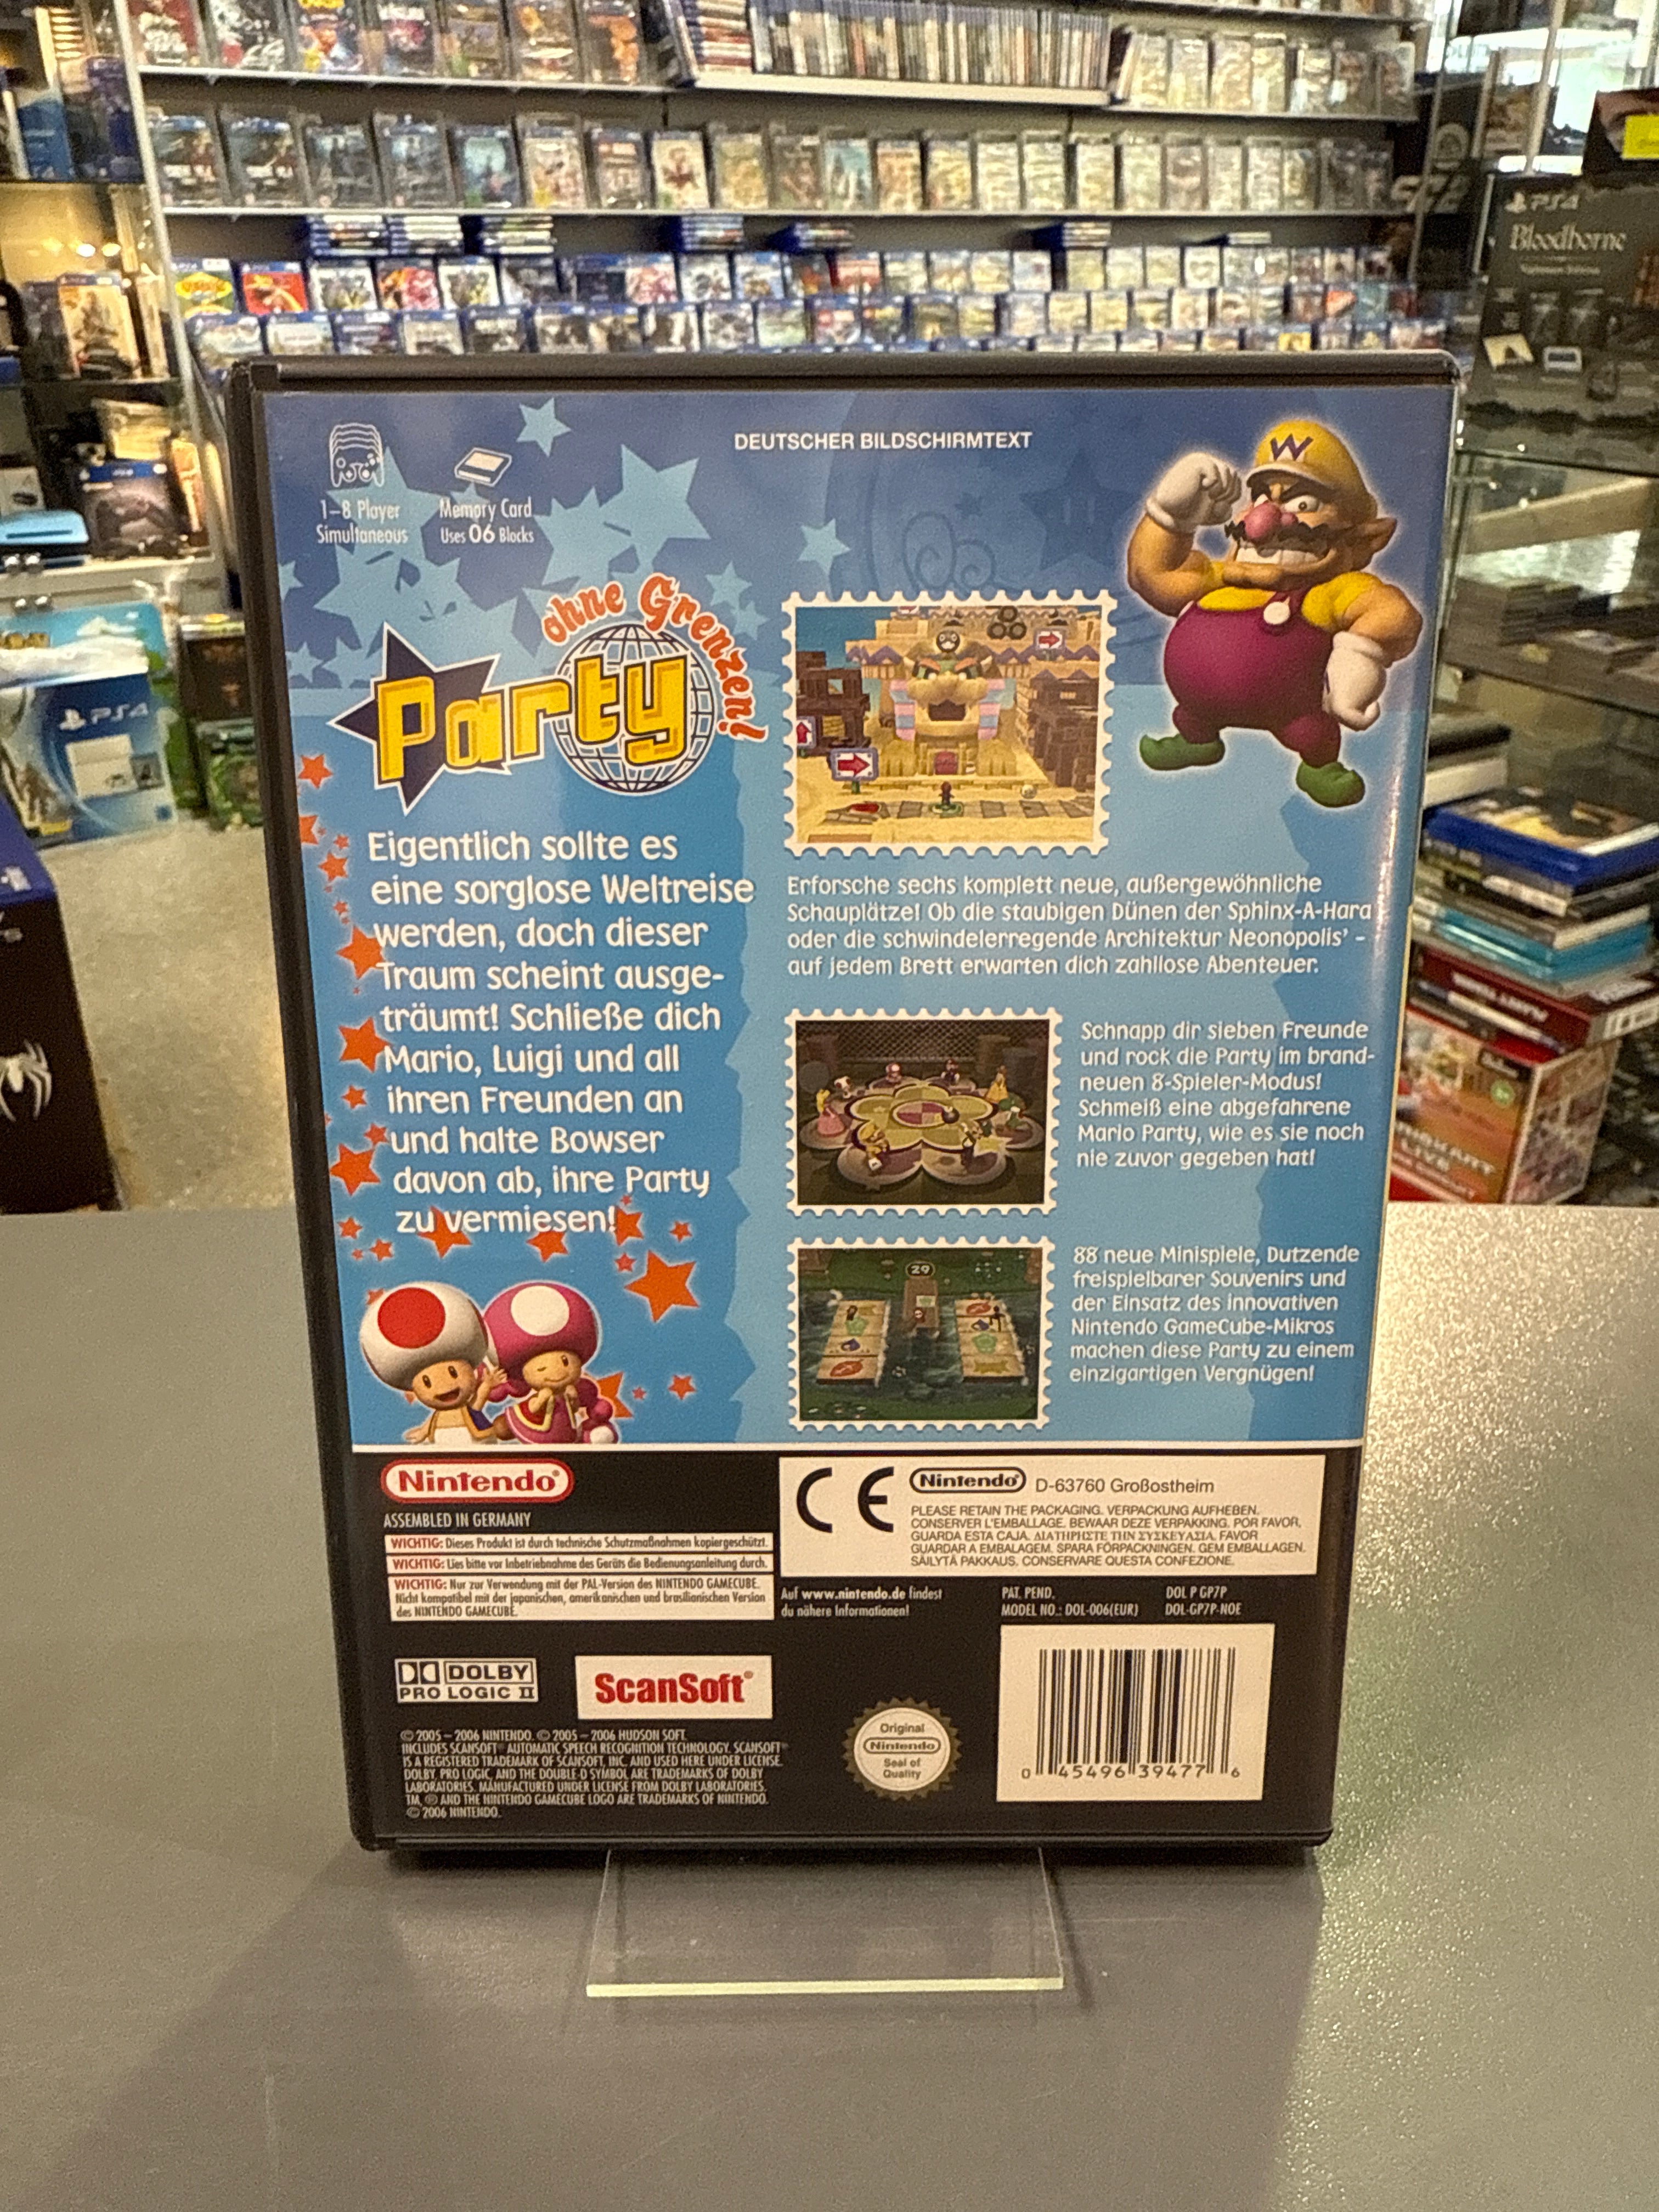 DEUTSCHER BILDSCHIRMTEXT
1–8 Player
Simultaneous
Memory Card
Uses 06 Blocks
W
Party
ohne Grenzen!
Eigentlich sollte es
eine sorglose Weltreise
werden, doch dieser
Traum scheint ausge-
träumt! Schließe dich
Mario, Luigi und all
ihren Freunden an
und halte Bowser
davon ab, ihre Party
zu vermiesen!
Erforsche sechs komplett neue, außergewöhnliche
Schauplätze! Ob die staubigen Dünen der Sphinx-A-Hara
oder die schwindelerregende Architektur Neonopolis' –
auf jedem Brett erwarten dich zahllose Abenteuer.
Schnapp dir sieben Freunde
und rock die Party im brand-
neuen 8-Spieler-Modus!
Schmeiß eine abgefahrene
Mario Party, wie es sie noch
nie zuvor gegeben hat!
29
88 neue Minispiele, Dutzende
freispielbarer Souvenirs und
der Einsatz des innovativen
Nintendo GameCube-Mikros
machen diese Party zu einem
einzigartigen Vergnügen!
Nintendo®
ASSEMBLED IN GERMANY
WICHTIG: Dieses Produkt ist durch technische Schutzmaßnahmen kopiergeschützt.
WICHTIG: Lies bitte vor Inbetriebnahme des Geräts die Bedienungsanleitung durch.
WICHTIG: Nur zur Verwendung mit der PAL-Version des NINTENDO GAMECUBE.
Nicht kompatibel mit der japanischen, amerikanischen und brasilianischen Version
des NINTENDO GAMECUBE.
CE
Nintendo® D-63760 Großostheim
PLEASE RETAIN THE PACKAGING. VERPACKUNG AUFHEBEN.
CONSERVER L'EMBALLAGE. BEWAAR DEZE VERPAKKING. POR FAVOR,
GUARDA ESTA CAJA. ΔΙΑΤΗΡΗΣΤΕ ΤΗΝ ΣΥΣΚΕΥΑΣΙΑ. FAVOR
GUARDAR A EMBALAGEM. SPARA FÖRPACKNINGEN. GEM EMBALLAGEN.
SÄILYTÄ PAKKAUS. CONSERVARE QUESTA CONFEZIONE.
Auf www.nintendo.de findest
du nähere Informationen!
PAT. PEND.
MODEL NO.: DOL-006(EUR)
DOL P GP7P
DOL-GP7P-NOE
DOLBY
PRO LOGIC II
ScanSoft®
© 2005 – 2006 NINTENDO. © 2005 – 2006 HUDSON SOFT.
INCLUDES SCANSOFT® AUTOMATIC SPEECH RECOGNITION TECHNOLOGY. SCANSOFT®
IS A REGISTERED TRADEMARK OF SCANSOFT, INC. AND USED HERE UNDER LICENSE.
DOLBY, PRO LOGIC, AND THE DOUBLE-D SYMBOL ARE TRADEMARKS OF DOLBY
LABORATORIES. MANUFACTURED UNDER LICENSE FROM DOLBY LABORATORIES.
TM, ® AND THE NINTENDO GAMECUBE LOGO ARE TRADEMARKS OF NINTENDO.
© 2006 NINTENDO.
Original
Nintendo
Seal of
Quality
0 45496 39477 6
PS4
Bloodborne
PS4